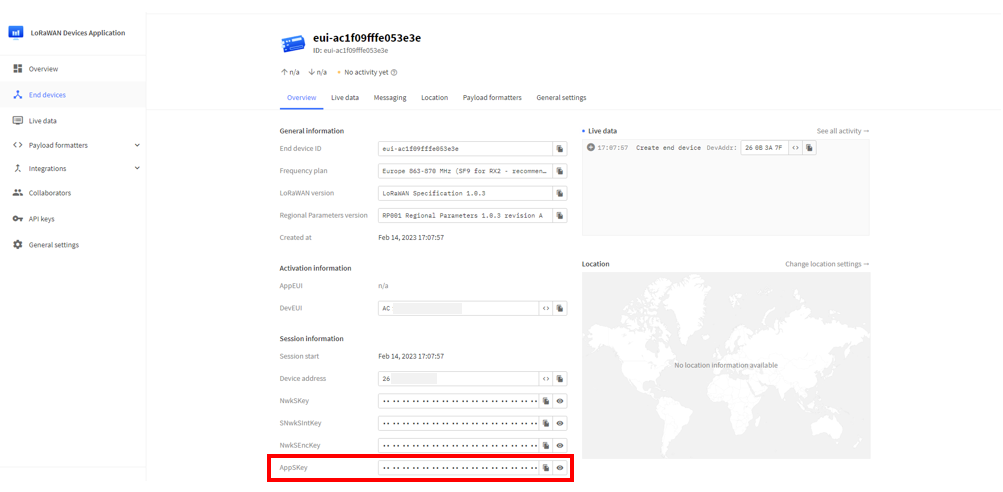 LoRaWAN Devices Application
Overview
End devices
Live data
Payload formatters
Integrations
Collaborators
API keys
General settings
eui-ac1f09fffe053e3e
ID: eui-ac1f09fffe053e3e
n/a n/a No activity yet
Overview Live data Messaging Location Payload formatters General settings
General information
End device ID eui-ac1f09fffe053e3e
Frequency plan Europe 863-870 MHz (SF9 for RX2 - recommen…
LoRaWAN version LoRaWAN Specification 1.0.3
Regional Parameters version RP001 Regional Parameters 1.0.3 revision A
Created at Feb 14, 2023 17:07:57
Activation information
AppEUI n/a
DevEUI AC
Session information
Session start Feb 14, 2023 17:07:57
Device address 26
NwkSKey
SNwkSIntKey
NwkSEncKey
AppSKey
Live data See all activity →
17:07:57 Create end device DevAddr: 26 0B 3A 7F
Location Change location settings →
No location information available